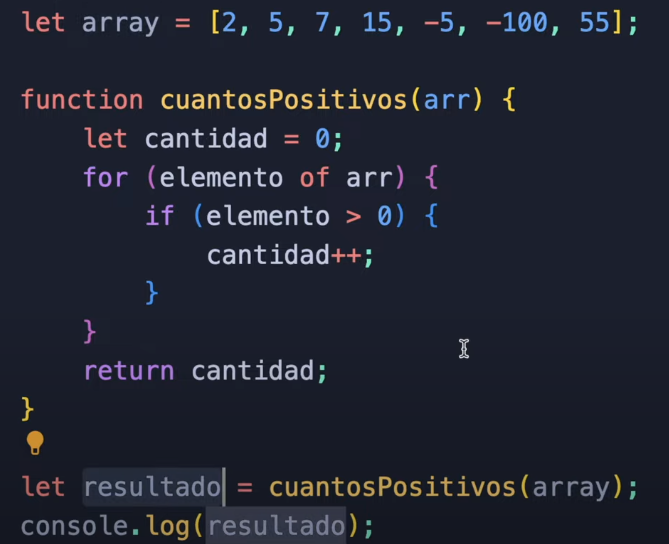 let array = [2, 5, 7, 15, -5, -100, 55];
function cuantosPositivos(arr) {
let cantidad = 0;
for (elemento of arr) {
if (elemento > 0) {
cantidad++;
}
}
return cantidad;
}
let resultado = cuantosPositivos(array);
console.log(resultado);